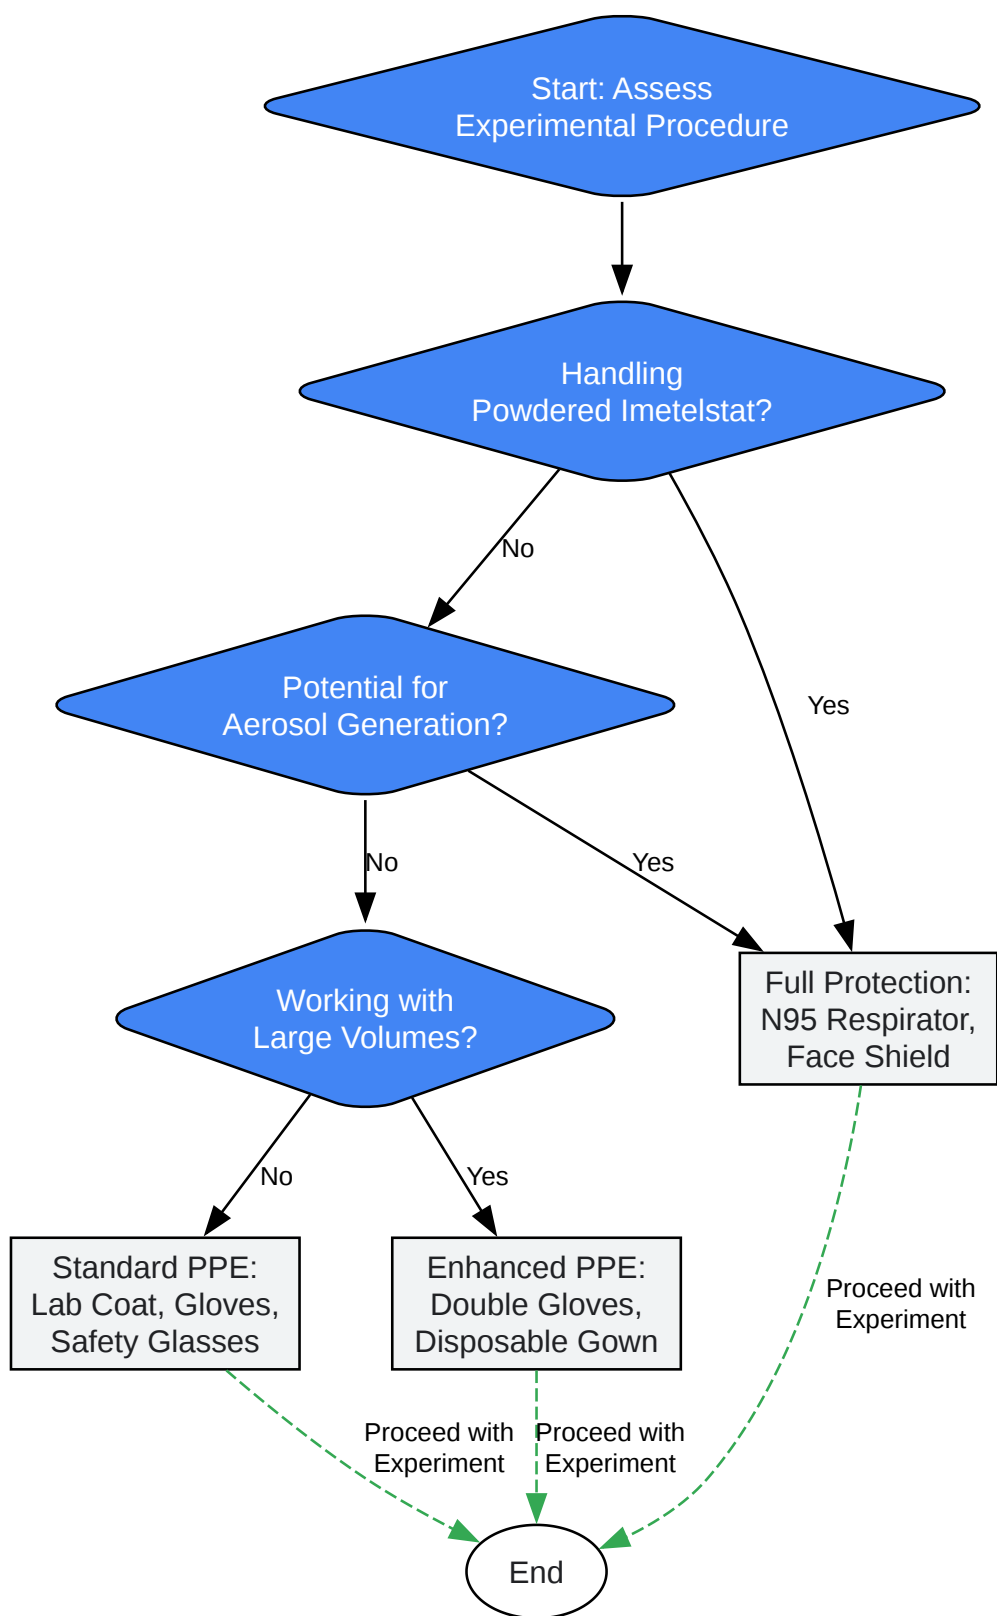 Start: Assess
Experimental Procedure
Handling
Powdered Imetelstat?
No
Yes
Potential for
Aerosol Generation?
No
Yes
Working with
Large Volumes?
Full Protection:
N95 Respirator,
Face Shield
No
Yes
Standard PPE:
Lab Coat, Gloves,
Safety Glasses
Enhanced PPE:
Double Gloves,
Disposable Gown
Proceed with
Experiment
Proceed with
Experiment
Proceed with
Experiment
End